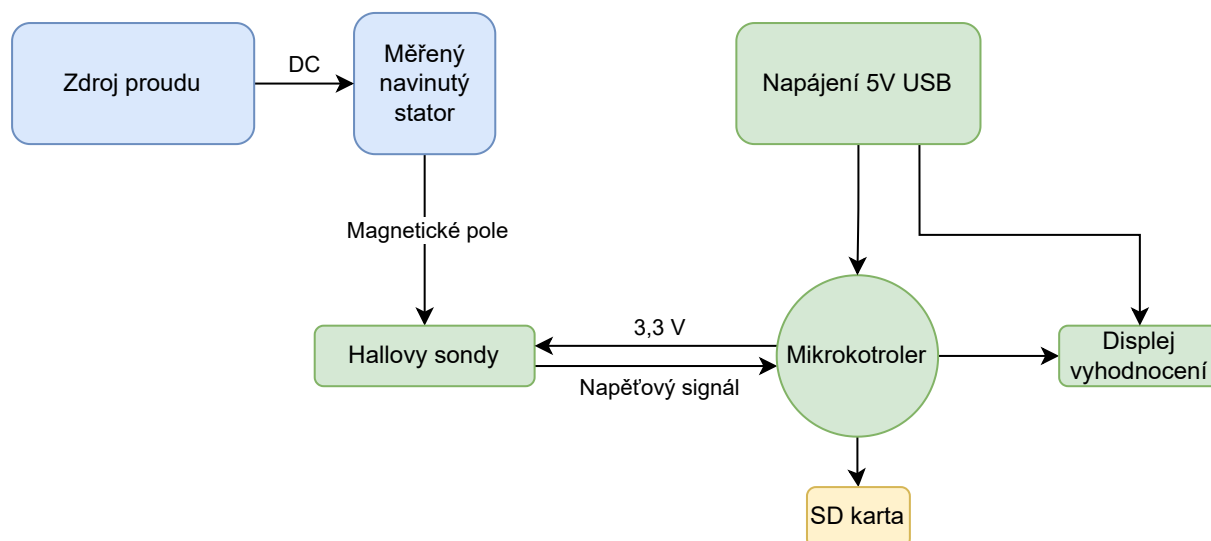 Zdroj proudu
DC
Měřený
navinutý
stator
Napájení 5V USB
Magnetické pole
Hallovy sondy
3,3 V
Napěťový signál
Mikrokotroler
Displej
vyhodnocení
SD karta